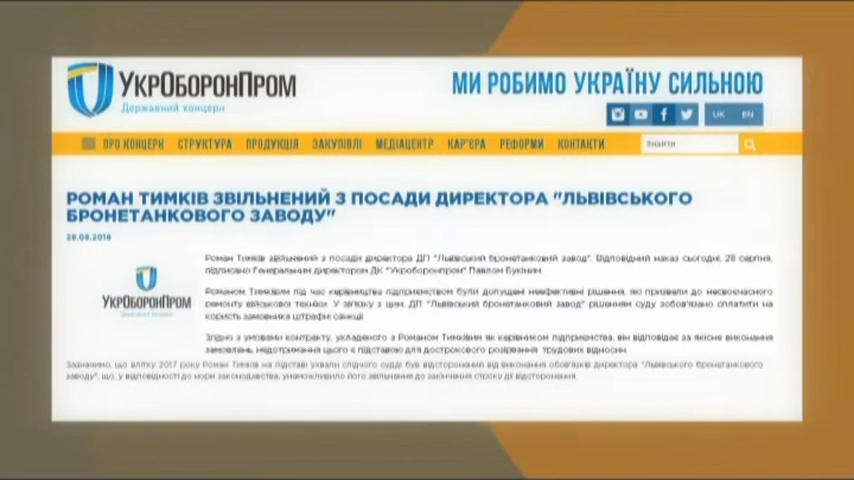 УКРОБОРОНПРОМ
Державний концерн
МИ РОБИМО УКРАЇНУ СИЛЬНОЮ
UK EN
ПРО КОНЦЕРН СТРУКТУРА ПРОДУКЦІЯ ЗАКУПІВЛІ МЕДІАЦЕНТР КАР'ЄРА РЕФОРМИ КОНТАКТИ
Знайти
РОМАН ТИМКІВ ЗВІЛЬНЕНИЙ З ПОСАДИ ДИРЕКТОРА "ЛЬВІВСЬКОГО
БРОНЕТАНКОВОГО ЗАВОДУ"
28.08.2018
Роман Тимків звільнений з посади директора ДП "Львівський бронетанковий завод". Відповідний наказ сьогодні, 28 серпня,
підписано Генеральним директором ДК "Укроборонпром" Павлом Букіним.
УКРОБОРОНПРОМ
Державний концерн
Романом Тимківим під час керівництва підприємством були допущені неефективні рішення, які призвели до несвоєчасного
ремонту військової техніки. У зв'язку з цим, ДП "Львівський бронетанковий завод" рішенням суду зобов'язано сплатити на
користь замовника штрафні санкції.
Згідно з умовами контракту, укладеного з Романом Тимківим як керівником підприємства, він відповідає за якісне виконання
замовлень, недотримання цього є підставою для дострокового розірвання трудових відносин.
Зазначимо, що влітку 2017 року Роман Тимків на підставі ухвали слідчого судді був відсторонений від виконання обов'язків директора "Львівського бронетанкового
заводу", що, у відповідності до норм законодавства, унеможливило його звільнення до закінчення строку дії відсторонення.